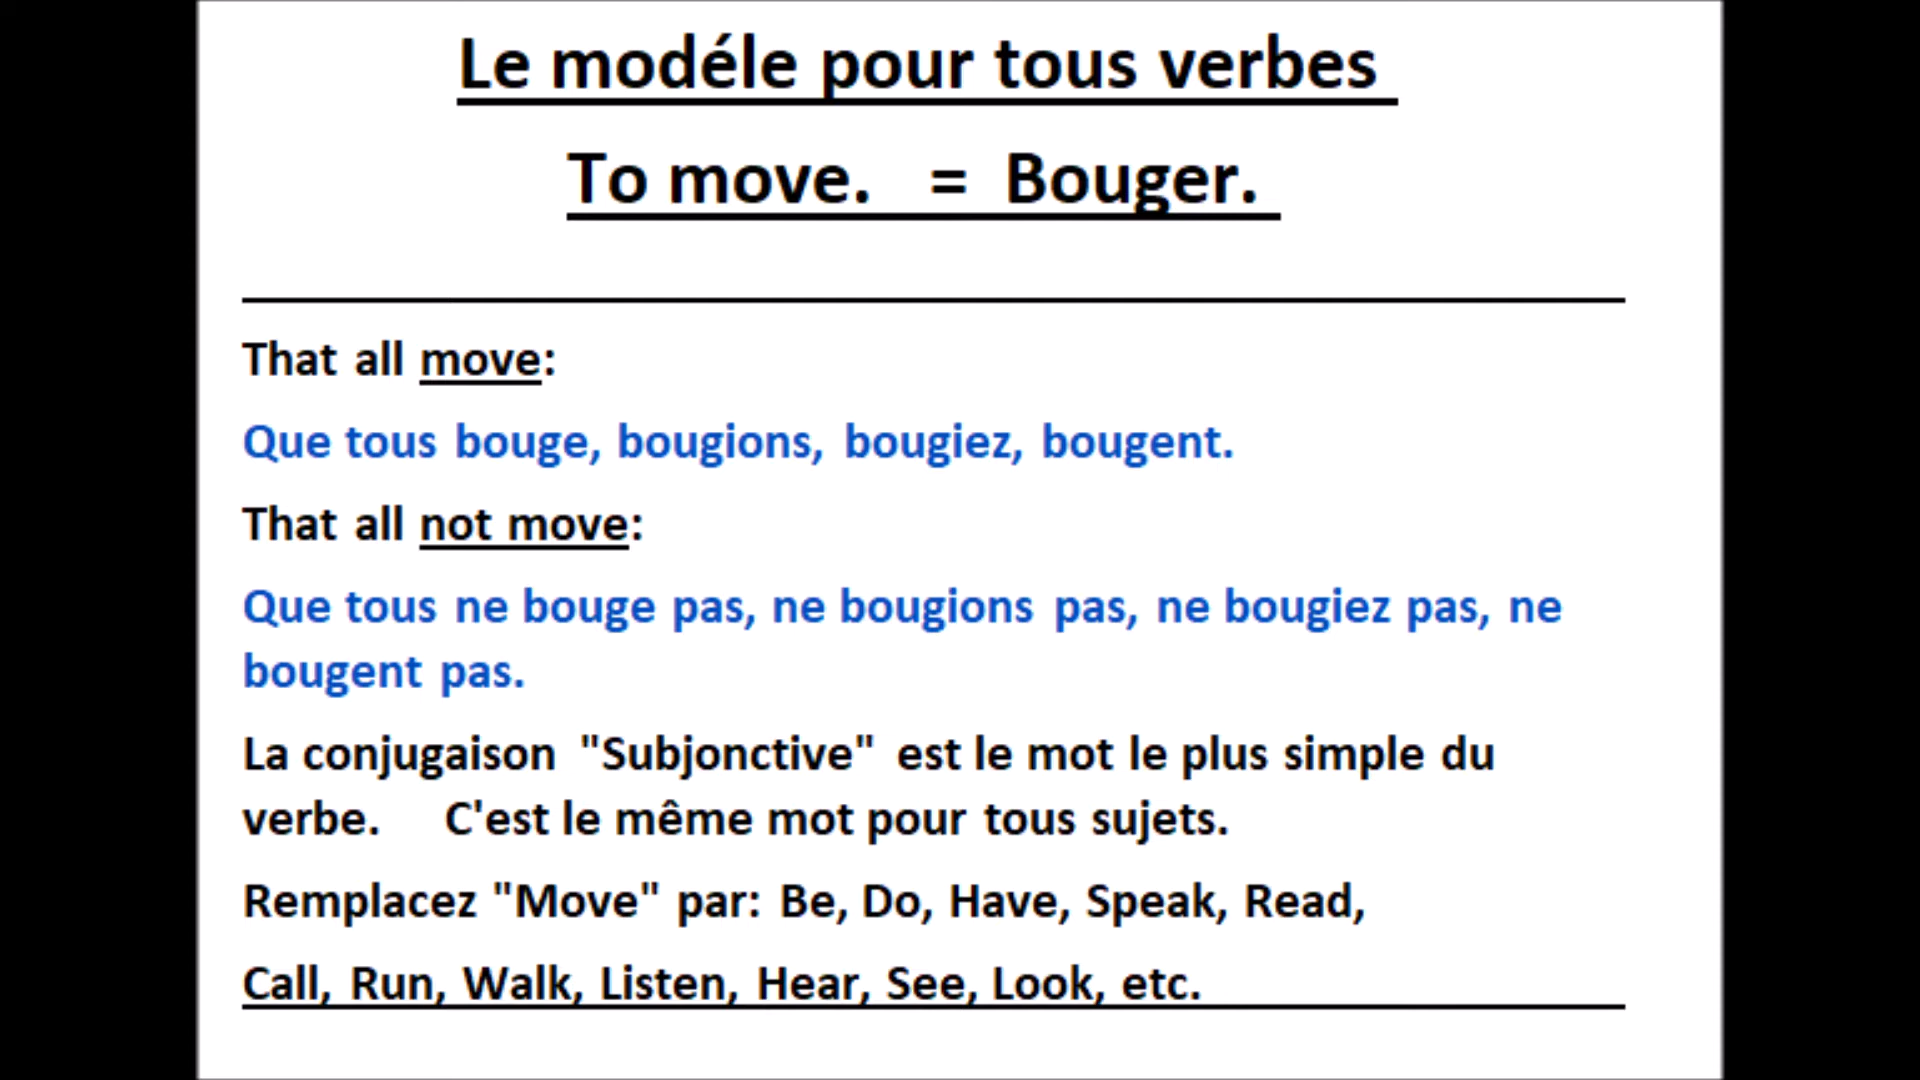 Le modéle pour tous verbes
To move. = Bouger.
That all move:
Que tous bouge, bougions, bougiez, bougent.
That all not move:
Que tous ne bouge pas, ne bougions pas, ne bougiez pas, ne
bougent pas.
La conjugaison "Subjonctive" est le mot le plus simple du
verbe. C'est le même mot pour tous sujets.
Remplacez "Move" par: Be, Do, Have, Speak, Read,
Call, Run, Walk, Listen, Hear, See, Look, etc.